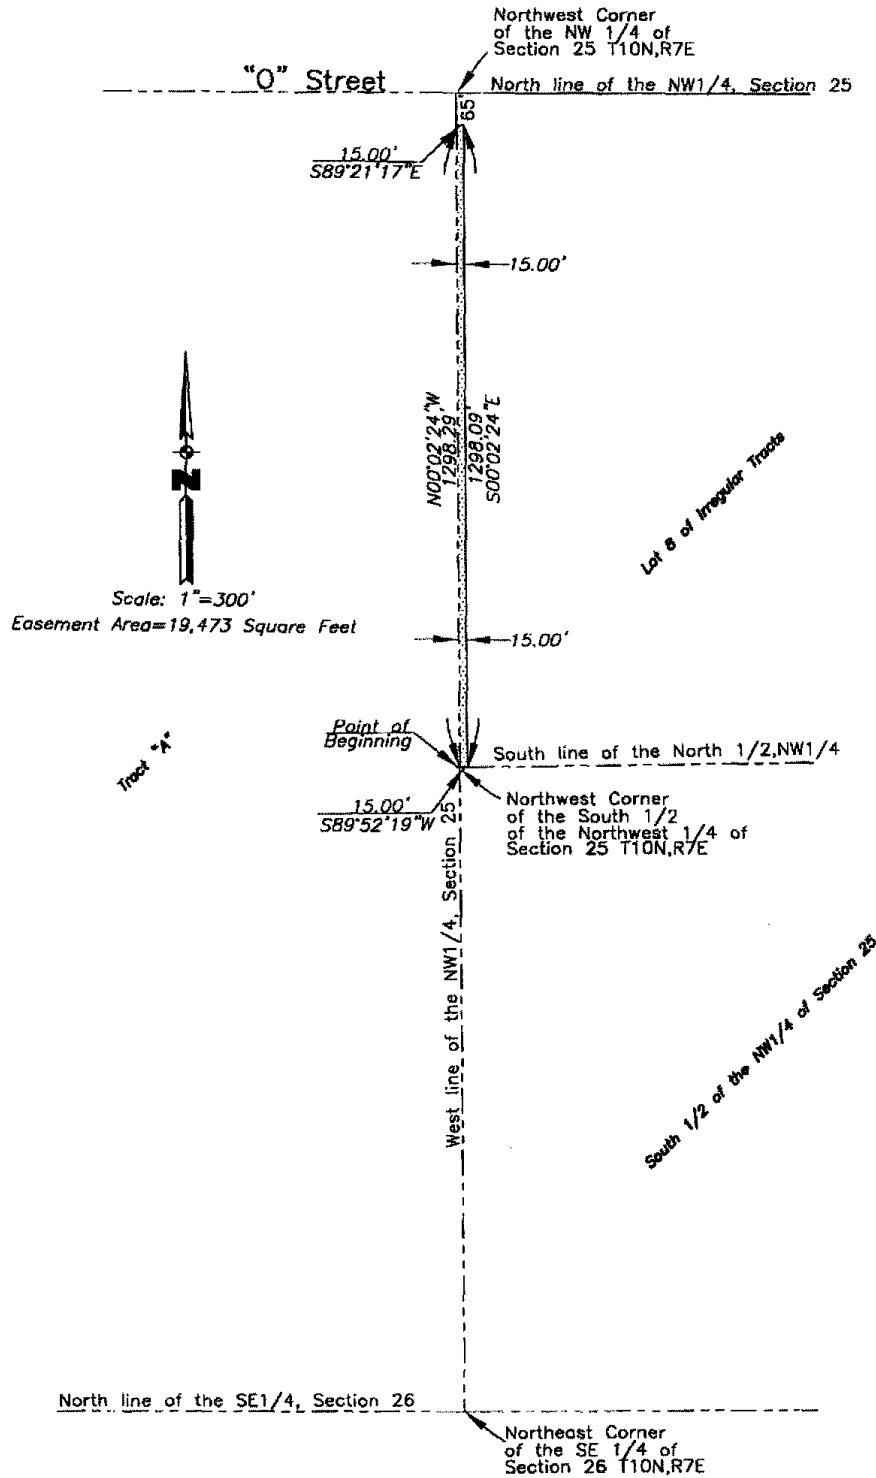 Northwest Corner
of the NW 1/4 of
Section 25 T10N,R7E
"O" Street
North line of the NW1/4, Section 25
65'
15.00'
S89°21'17"E
15.00'
N00°02'24"W
1298.29'
1298.09'
S00°02'24"E
Lot 8 of Irregular Tracts
N
Scale: 1"=300'
Easement Area=19,473 Square Feet
15.00'
Point of
Beginning
South line of the North 1/2,NW1/4
Tract "A"
15.00'
S89°52'19"W
Northwest Corner
of the South 1/2
of the Northwest 1/4 of
Section 25 T10N,R7E
West line of the NW1/4, Section 25
South 1/2 of the NW1/4 of Section 25
North line of the SE1/4, Section 26
Northeast Corner
of the SE 1/4 of
Section 26 T10N,R7E